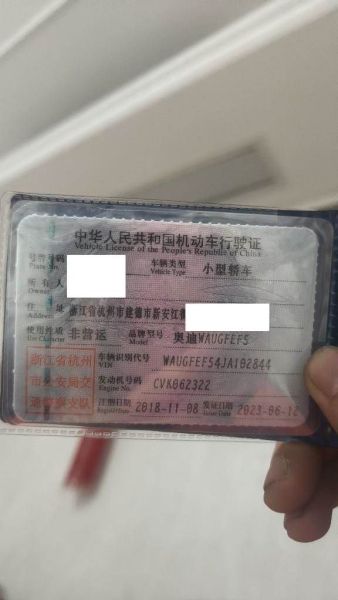 中华人民共和国机动车行驶证
Vehicle License of the People's Republic of China
号牌号码 Plate No. 车辆类型 Vehicle Type 小型轿车
所有人 Owner
住址 Address 浙江省杭州市建德市新安江
使用性质 Use Character 非营运 品牌型号 Model 奥迪WAUGFEF5
浙江省杭州市公安局交通警察支队
车辆识别代号 VIN WAUGFEF54JA102844
发动机号码 Engine No. CVK062322
注册日期 Register Date 2018-11-08 发证日期 Issue Date 2023-06-12